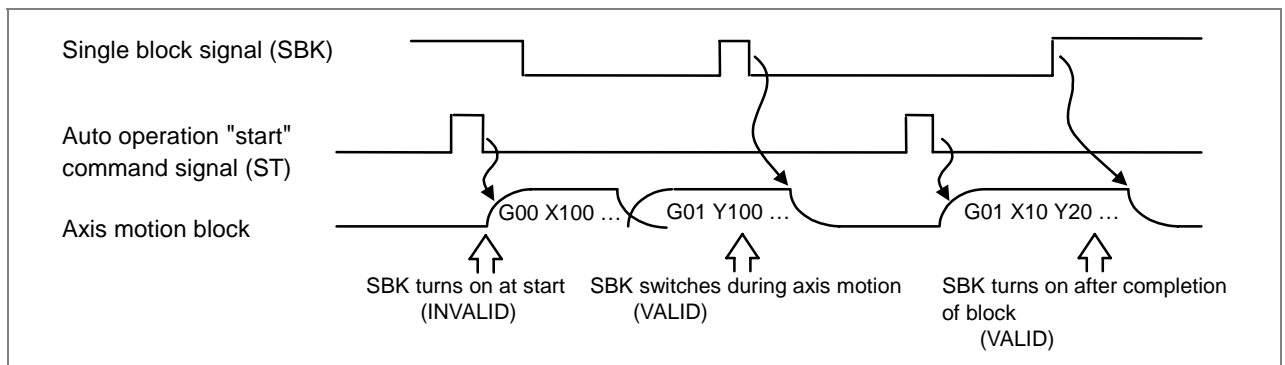 Single block signal (SBK)
Auto operation "start"
command signal (ST)
Axis motion block
G00 X100 …
G01 Y100 …
G01 X10 Y20 …
SBK turns on at start
(INVALID)
SBK switches during axis motion
(VALID)
SBK turns on after completion
of block
(VALID)